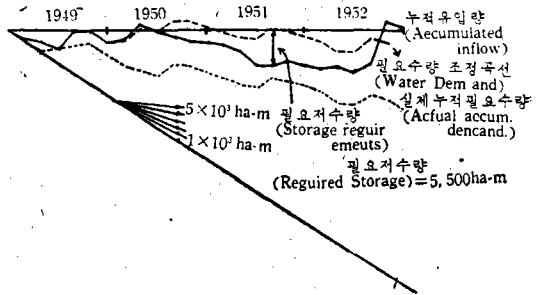 1949 1950 1951 1952
누적유입량
(Aecumulated
inflow)
필요수량 조정곡선
(Water Dem and)
실제누적필요수량
(Acfual accum.
dencand.)
5×10³ ha-m
1×10³ ha-m
필요저수량
(Storage reguir
emeuts)
필요저수량
(Reguired Storage)=5,500ha-m